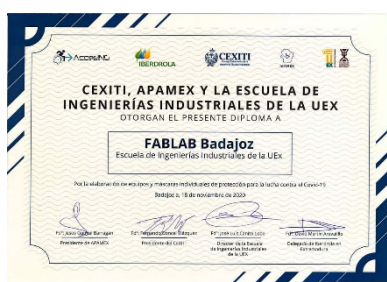 IBERDROLA
CEXITI
CEXITI, APAMEX Y LA ESCUELA DE
INGENIERÍAS INDUSTRIALES DE LA UEX
OTORGAN EL PRESENTE DIPLOMA A
FABLAB Badajoz
Escuela de Ingenierías Industriales de la UEx
Por la elaboración de equipos y máscaras individuales de protección para la lucha contra el Covid-19
Badajoz a, 18 de noviembre de 2020
Presidente de APAMEX
Director de la Escuela
de Ingenierías Industriales
de la UEX
Extremadura